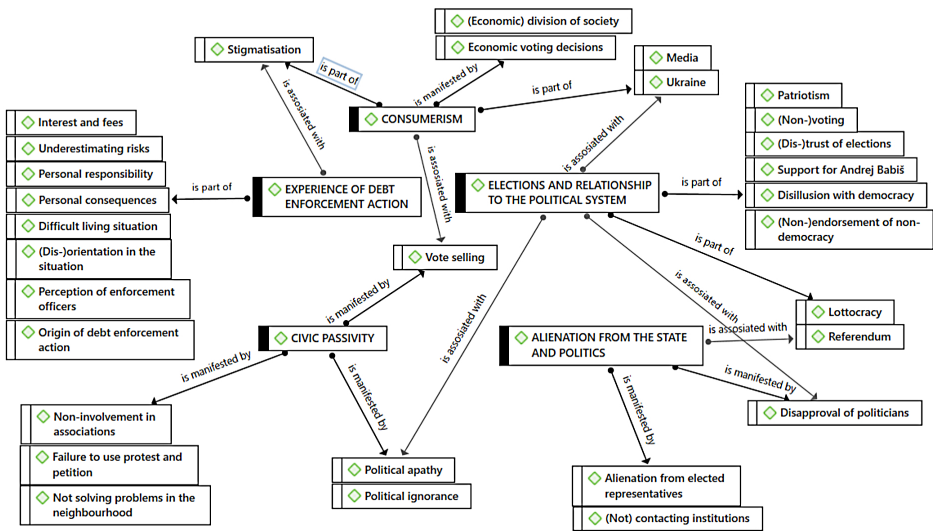 (Economic) division of society
Economic voting decisions
Stigmatisation
Media
Ukraine
is part of
is manifested by
is part of
CONSUMERISM
is assosiated with
is assosiated with
is assosiated with
Patriotism
(Non-)voting
(Dis-)trust of elections
Support for Andrej Babiš
Disillusion with democracy
(Non-)endorsement of non-
democracy
Interest and fees
Underestimating risks
Personal responsibility
Personal consequences
Difficult living situation
(Dis-)orientation in the
situation
Perception of enforcement
officers
Origin of debt enforcement
action
is part of
EXPERIENCE OF DEBT
ENFORCEMENT ACTION
ELECTIONS AND RELATIONSHIP
TO THE POLITICAL SYSTEM
is part of
is part of
Vote selling
is manifested by
is assosiated with
is assosiated with
Lottocracy
Referendum
CIVIC PASSIVITY
ALIENATION FROM THE STATE
AND POLITICS
is assosiated with
is manifested by
is manifested by
is manifested by
is manifested by
Disapproval of politicians
Non-involvement in
associations
Failure to use protest and
petition
Not solving problems in the
neighbourhood
Political apathy
Political ignorance
Alienation from elected
representatives
(Not) contacting institutions